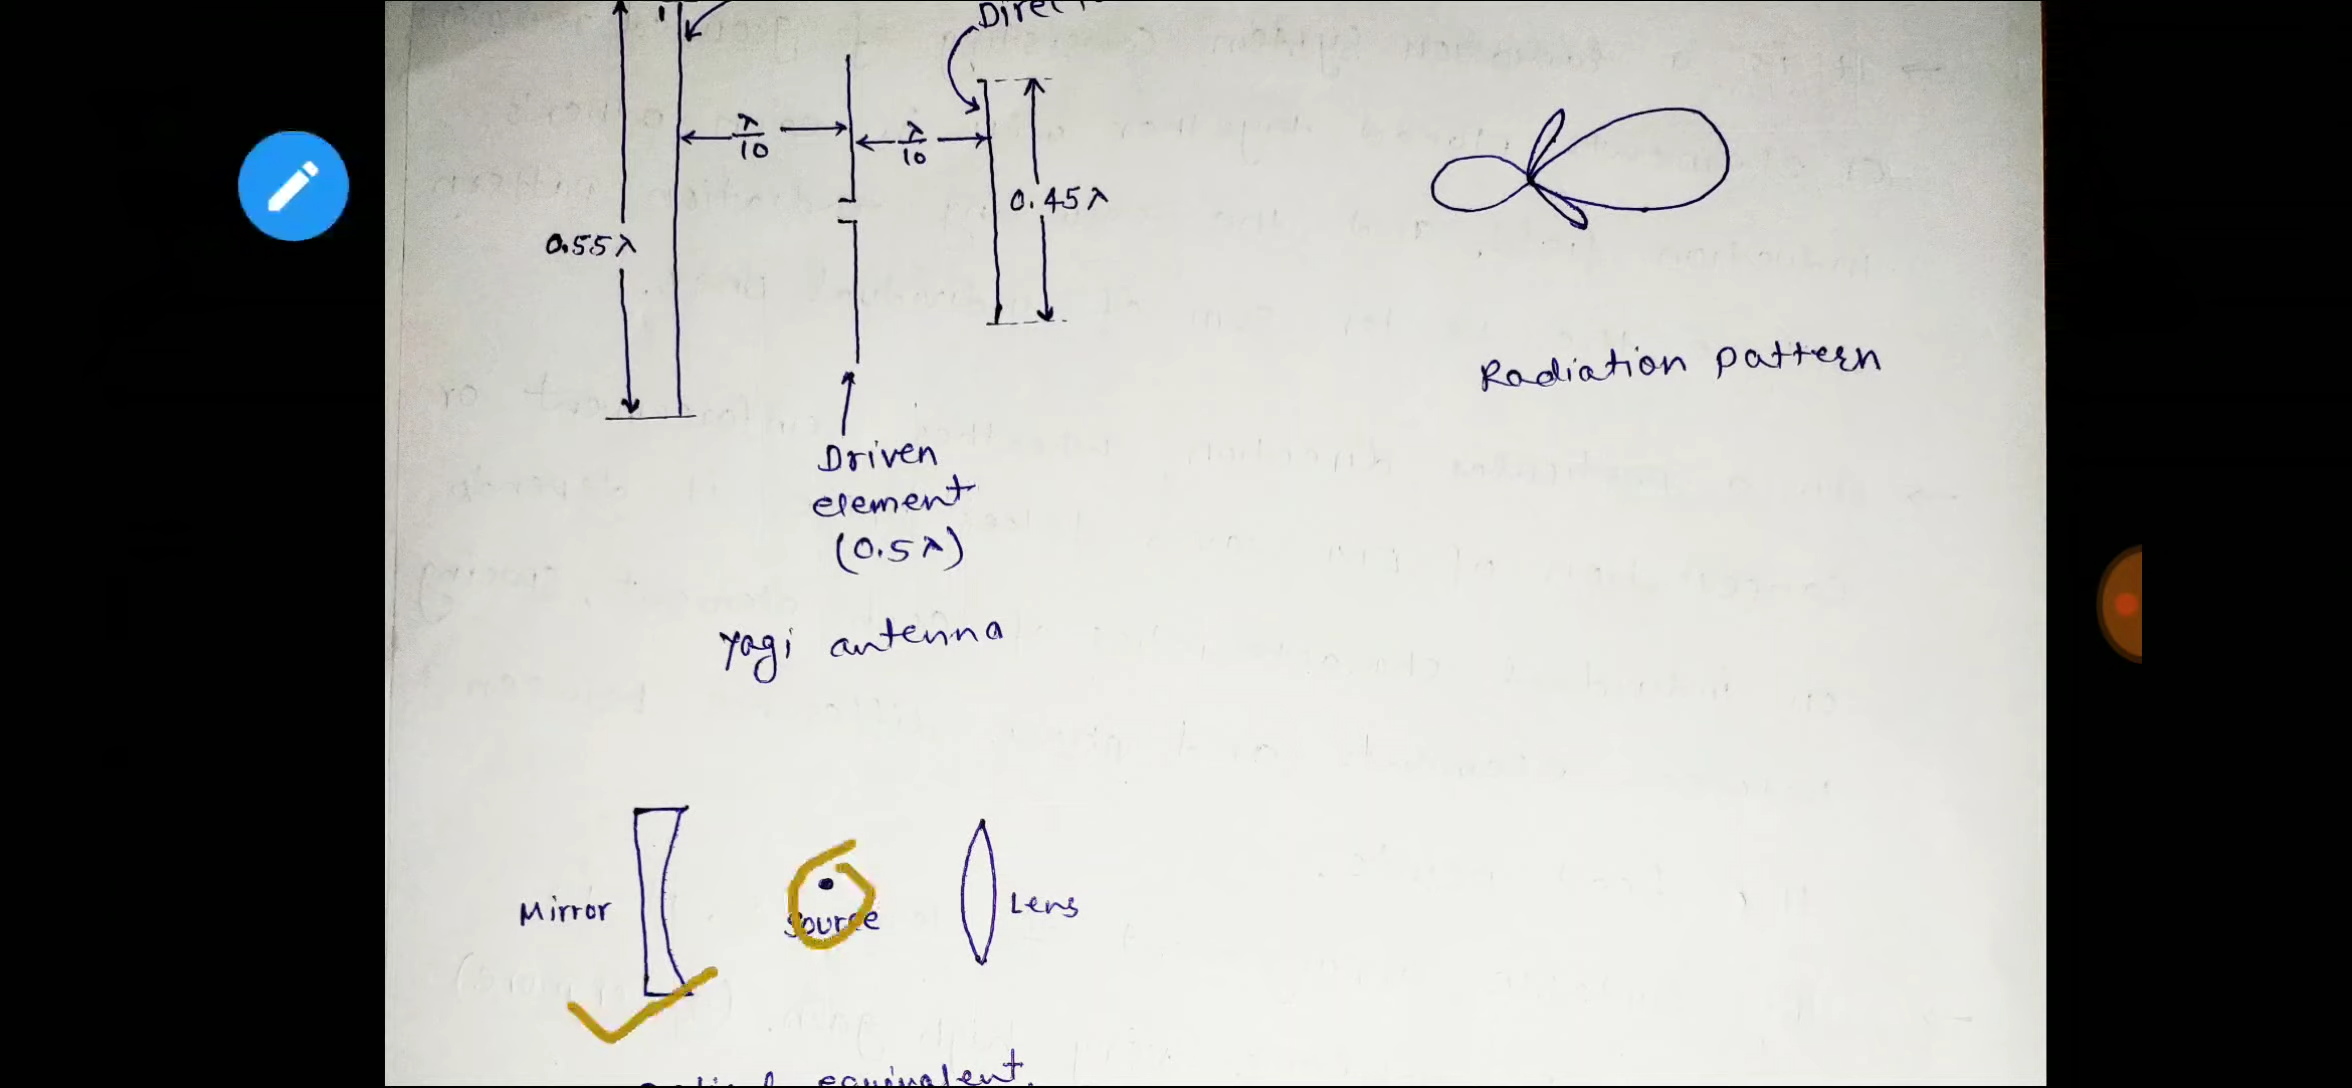 Direc
λ/10
λ/10
0.45λ
0.55λ
Radiation pattern
Driven
element
(0.5λ)
Yagi antenna
Mirror
Source
Lens
equivalent.